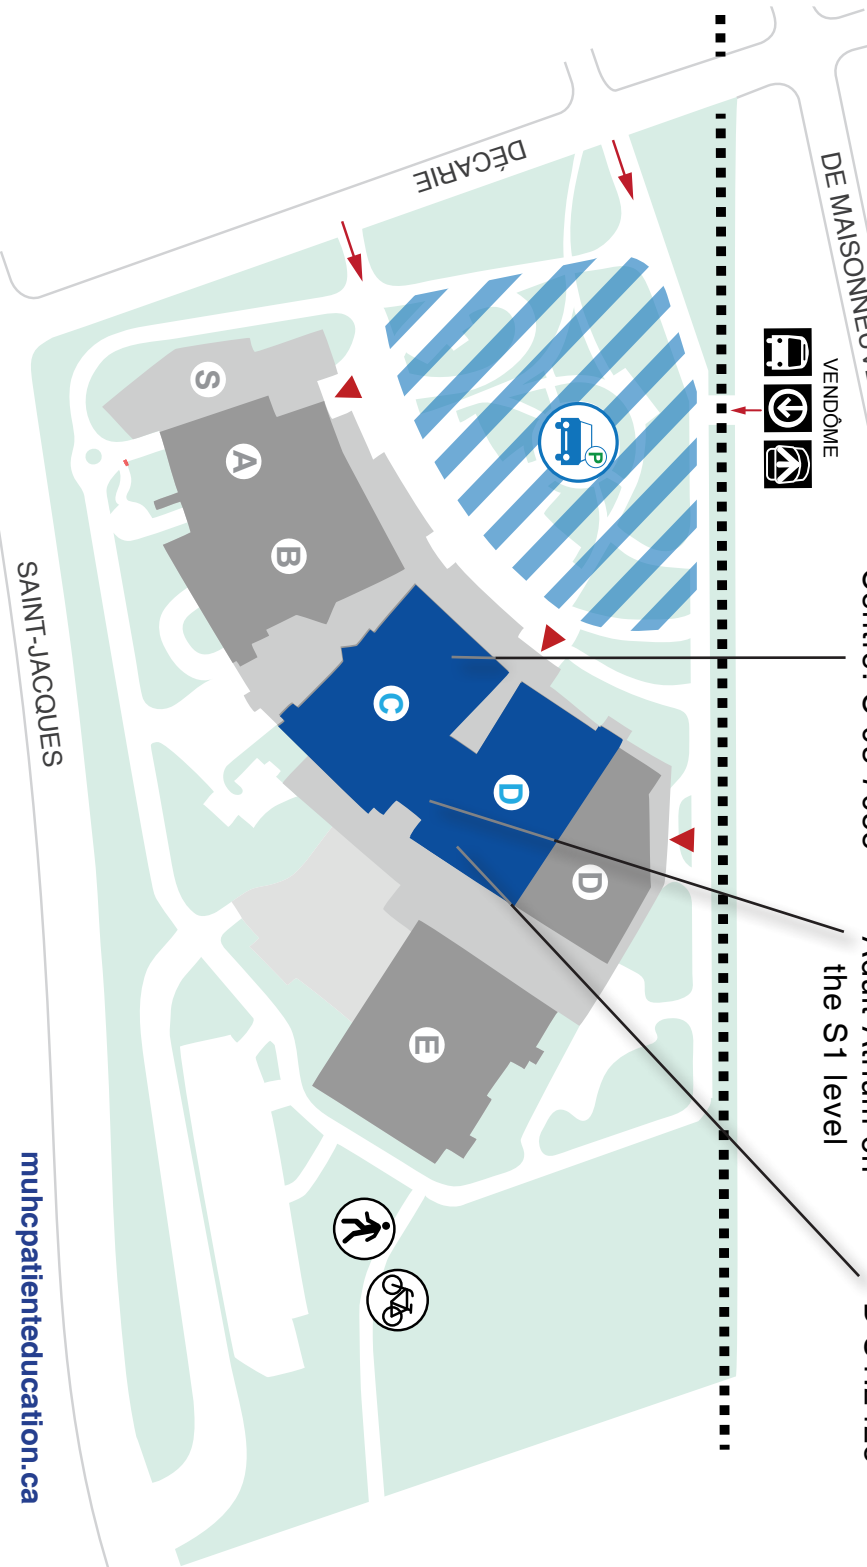 DE MAISONNEUVE
DÉCARIE
VENDÔME
P
S
A
B
C
D
D
E
the S1 level
SAINT-JACQUES
muhcpatienteducation.ca